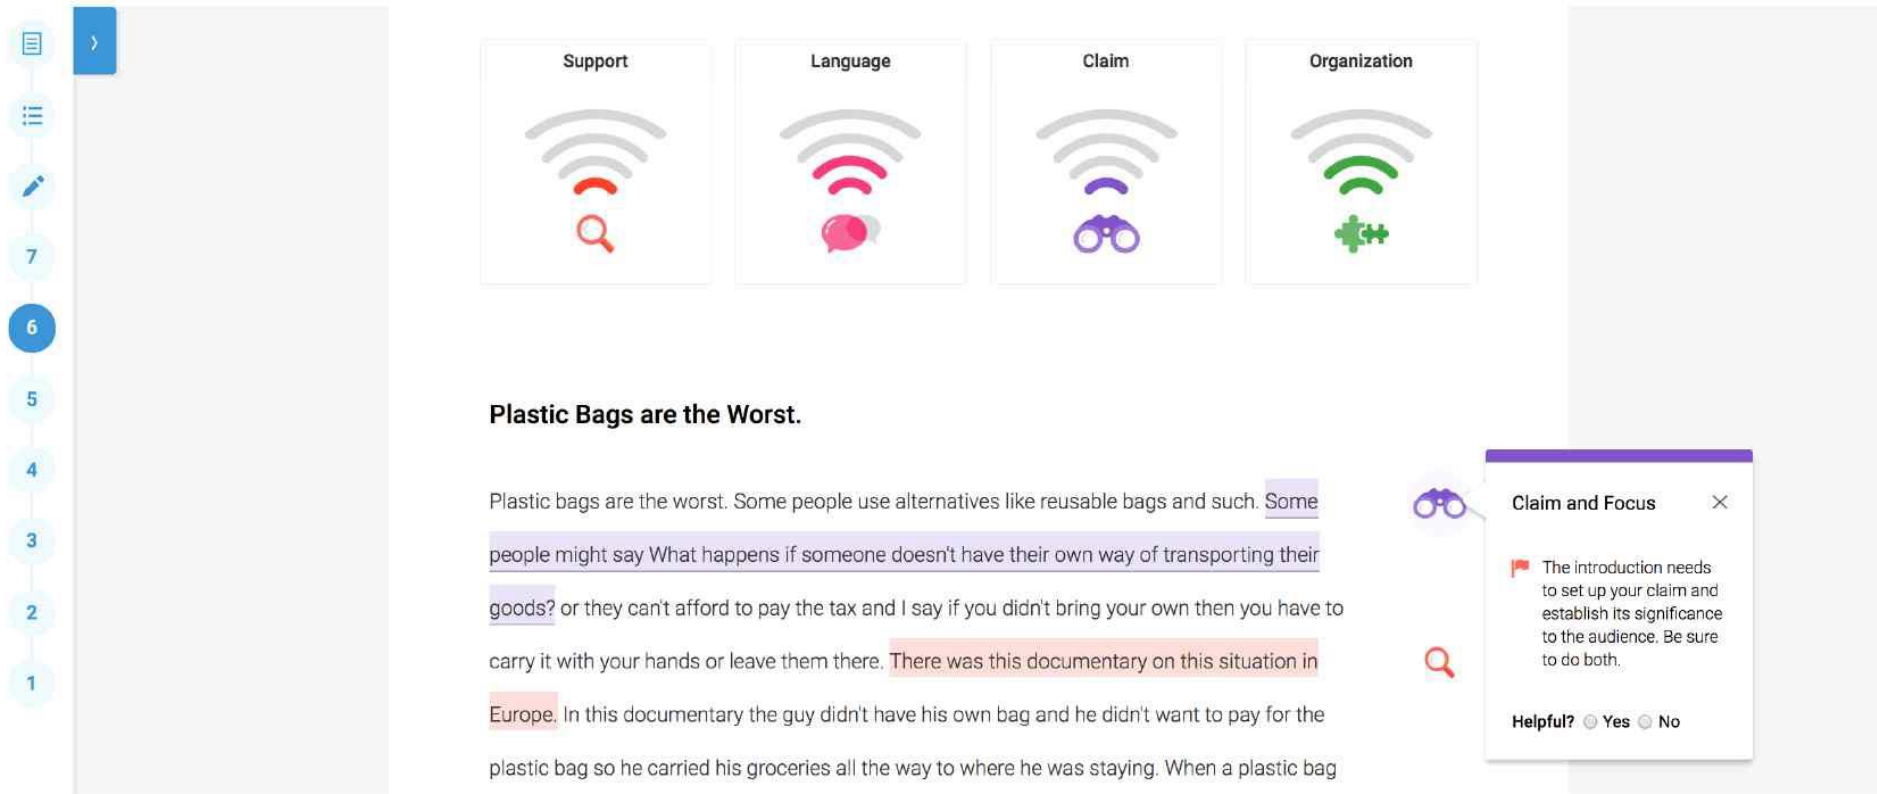 Support
Language
Claim
Organization
7
6
5
4
3
2
1
Plastic Bags are the Worst.
Plastic bags are the worst. Some people use alternatives like reusable bags and such. Some
people might say What happens if someone doesn't have their own way of transporting their
goods? or they can't afford to pay the tax and I say if you didn't bring your own then you have to
carry it with your hands or leave them there. There was this documentary on this situation in
Europe. In this documentary the guy didn't have his own bag and he didn't want to pay for the
plastic bag so he carried his groceries all the way to where he was staying. When a plastic bag
Claim and Focus
The introduction needs
to set up your claim and
establish its significance
to the audience. Be sure
to do both.
Helpful? Yes No